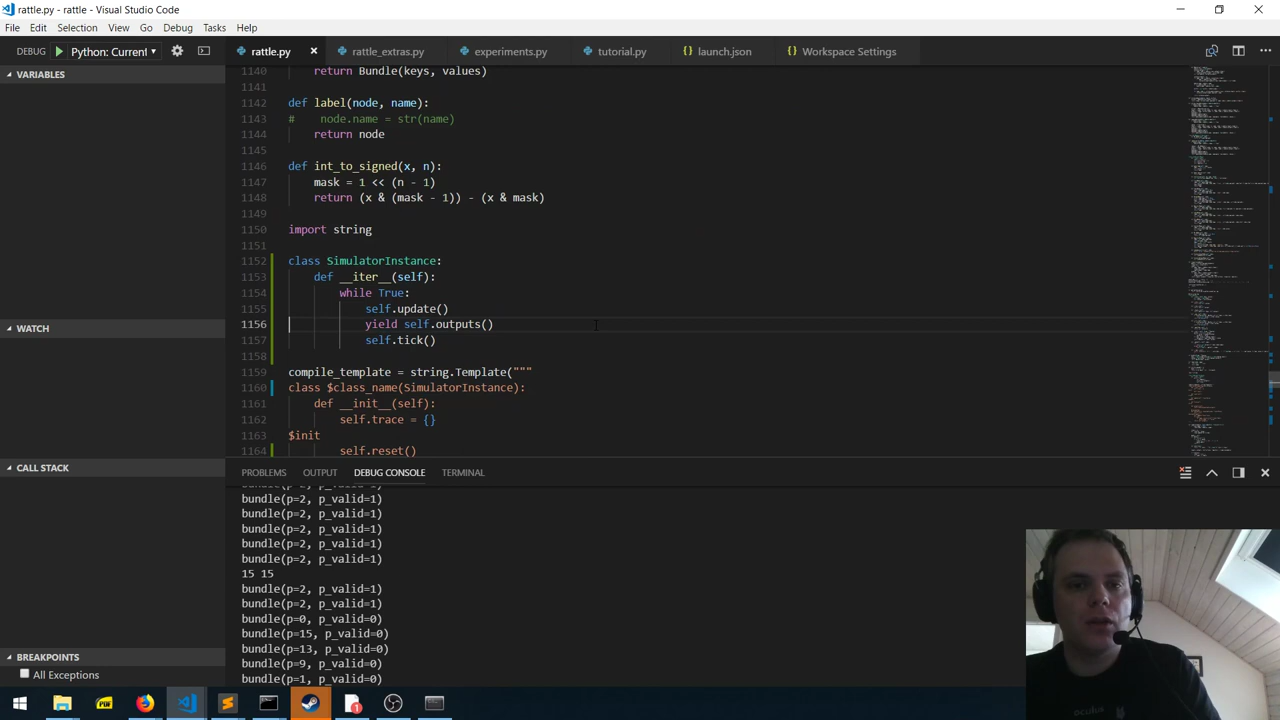 rattle.py - rattle - Visual Studio Code
File Edit Selection View Go Debug Tasks Help
DEBUG Python: Current
rattle.py rattle_extras.py experiments.py tutorial.py launch.json Workspace Settings
VARIABLES
WATCH
CALL STACK
BREAKPOINTS
All Exceptions
1140 return Bundle(keys, values)
1141
1142 def label(node, name):
1143 # node.name = str(name)
1144 return node
1145
1146 def int_to_signed(x, n):
1147 mask = 1 << (n - 1)
1148 return (x & (mask - 1)) - (x & mask)
1149
1150 import string
1151
1152 class SimulatorInstance:
1153 def __iter__(self):
1154 while True:
1155 self.update()
1156 yield self.outputs()
1157 self.tick()
1158
1159 compile_template = string.Template("""
1160 class $class_name(SimulatorInstance):
1161 def __init__(self):
1162 self.trace = {}
1163 $init
1164 self.reset()
PROBLEMS OUTPUT DEBUG CONSOLE TERMINAL
bundle(p=2, p_valid=1)
bundle(p=2, p_valid=1)
bundle(p=2, p_valid=1)
bundle(p=2, p_valid=1)
bundle(p=2, p_valid=1)
bundle(p=2, p_valid=1)
15 15
bundle(p=2, p_valid=1)
bundle(p=2, p_valid=1)
bundle(p=0, p_valid=0)
bundle(p=15, p_valid=0)
bundle(p=13, p_valid=0)
bundle(p=9, p_valid=0)
bundle(p=1, p_valid=0)
PDF
1
oculus